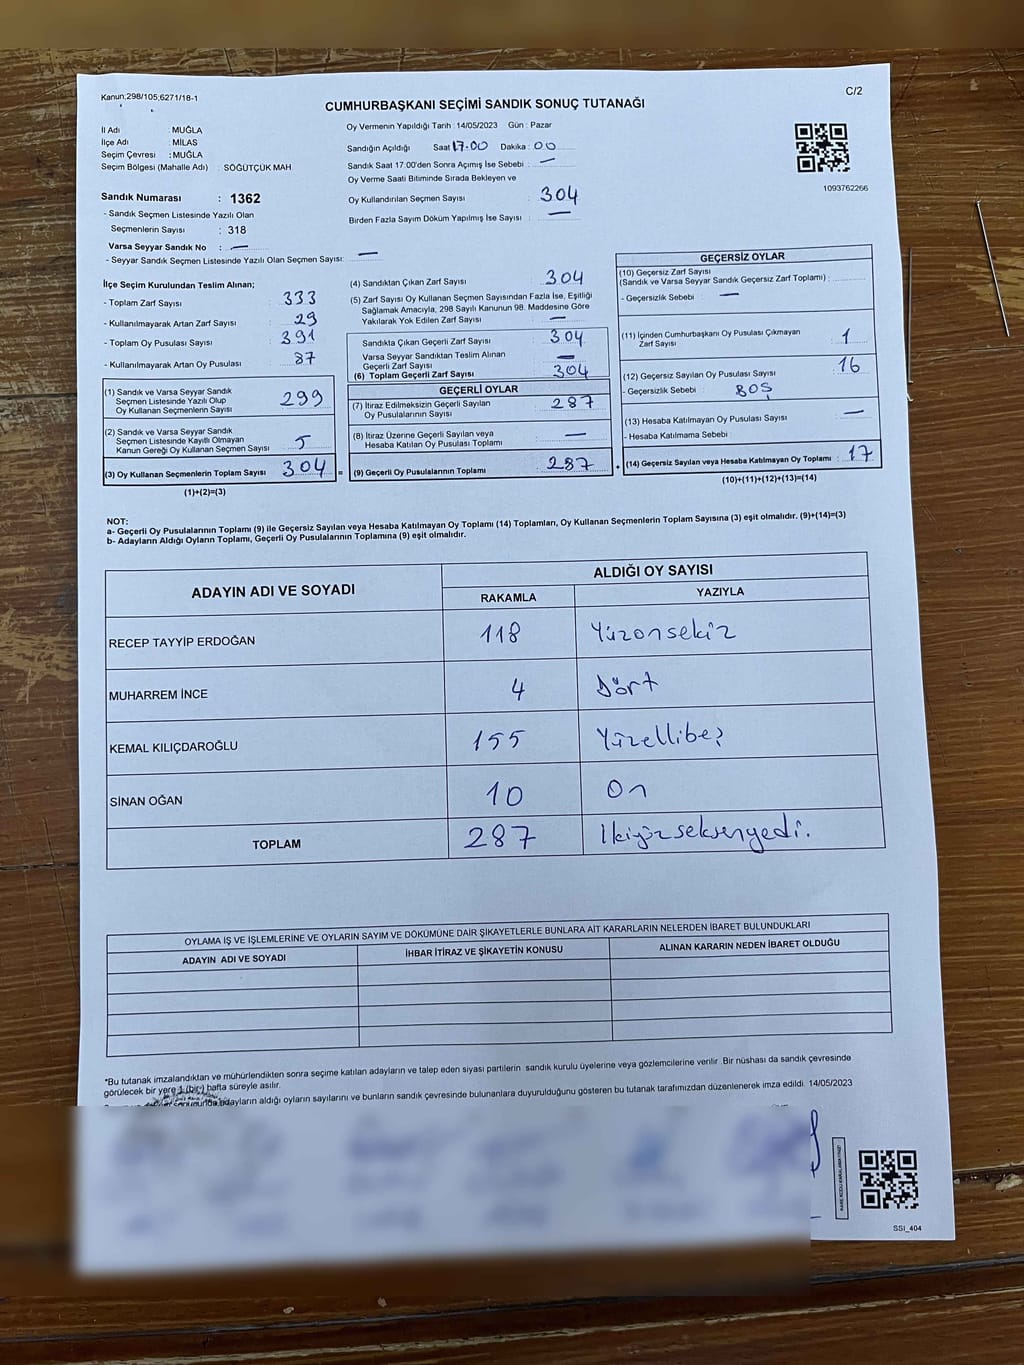 Kanun;298/105;6271/18-1
C/2
CUMHURBAŞKANI SEÇİMİ SANDIK SONUÇ TUTANAĞI
İl Adı : MUĞLA
İlçe Adı : MİLAS
Seçim Çevresi : MUĞLA
Seçim Bölgesi (Mahalle Adı) : SÖĞÜTÇÜK MAH
Sandık Numarası : 1362
- Sandık Seçmen Listesinde Yazılı Olan
Seçmenlerin Sayısı : 318
Varsa Seyyar Sandık No : —
- Seyyar Sandık Seçmen Listesinde Yazılı Olan Seçmen Sayısı: —
Oy Vermenin Yapıldığı Tarih : 14/05/2023 Gün : Pazar
Sandığın Açıldığı Saat 17:00 Dakika : 00
Sandık Saat 17:00'den Sonra Açımış İse Sebebi : —
Oy Verme Saati Bitiminde Sırada Bekleyen ve
Oy Kullandırılan Seçmen Sayısı : 304
Birden Fazla Sayım Döküm Yapılmış İse Sayısı : —
1093762266
İlçe Seçim Kurulundan Teslim Alınan;
- Toplam Zarf Sayısı : 333
- Kullanılmayarak Artan Zarf Sayısı : 29
- Toplam Oy Pusulası Sayısı : 391
- Kullanılmayarak Artan Oy Pusulası : 87
(1) Sandık ve Varsa Seyyar Sandık
Seçmen Listesinde Yazılı Olup
Oy Kullanan Seçmenlerin Sayısı : 299
(2) Sandık ve Varsa Seyyar Sandık
Seçmen Listesinde Kayıtlı Olmayan
Kanun Gereği Oy Kullanan Seçmen Sayısı : 5
(3) Oy Kullanan Seçmenlerin Toplam Sayısı : 304 =
(1)+(2)=(3)
(4) Sandıktan Çıkan Zarf Sayısı : 304
(5) Zarf Sayısı Oy Kullanan Seçmen Sayısından Fazla İse, Eşitliği
Sağlamak Amacıyla, 298 Sayılı Kanunun 98. Maddesine Göre
Yakılarak Yok Edilen Zarf Sayısı : —
Sandıkta Çıkan Geçerli Zarf Sayısı : 304
Varsa Seyyar Sandıktan Teslim Alınan
Geçerli Zarf Sayısı : —
(6) Toplam Geçerli Zarf Sayısı : 304
GEÇERLİ OYLAR
(7) İtiraz Edilmeksizin Geçerli Sayılan
Oy Pusulalarının Sayısı : 287
(8) İtiraz Üzerine Geçerli Sayılan veya
Hesaba Katılan Oy Pusulası Toplamı : —
(9) Geçerli Oy Pusulalarının Toplamı : 287 +
GEÇERSİZ OYLAR
(10) Geçersiz Zarf Sayısı
(Sandık ve Varsa Seyyar Sandık Geçersiz Zarf Toplamı) :
- Geçersizlik Sebebi : —
(11) İçinden Cumhurbaşkanı Oy Pusulası Çıkmayan
Zarf Sayısı : 1
(12) Geçersiz Sayılan Oy Pusulası Sayısı : 16
- Geçersizlik Sebebi : BOŞ
(13) Hesaba Katılmayan Oy Pusulası Sayısı : —
- Hesaba Katılmama Sebebi :
(14) Geçersiz Sayılan veya Hesaba Katılmayan Oy Toplamı : 17
(10)+(11)+(12)+(13)=(14)
NOT:
a- Geçerli Oy Pusulalarının Toplamı (9) ile Geçersiz Sayılan veya Hesaba Katılmayan Oy Toplamı (14) Toplamları, Oy Kullanan Seçmenlerin Toplam Sayısına (3) eşit olmalıdır. (9)+(14)=(3)
b- Adayların Aldığı Oyların Toplamı, Geçerli Oy Pusulalarının Toplamına (9) eşit olmalıdır.
ADAYIN ADI VE SOYADI
ALDIĞI OY SAYISI
RAKAMLA YAZIYLA
RECEP TAYYİP ERDOĞAN 118 Yüzonsekiz
MUHARREM İNCE 4 Dört
KEMAL KILIÇDAROĞLU 155 Yüzellibeş
SİNAN OĞAN 10 On
TOPLAM 287 İkiyüzseksenyedi.
OYLAMA İŞ VE İŞLEMLERİNE VE OYLARIN SAYIM VE DÖKÜMÜNE DAİR ŞİKAYETLERLE BUNLARA AİT KARARLARIN NELERDEN İBARET BULUNDUKLARI
ADAYIN ADI VE SOYADI İHBAR İTİRAZ VE ŞİKAYETİN KONUSU ALINAN KARARIN NEDEN İBARET OLDUĞU
*Bu tutanak imzalandıktan ve mühürlendikten sonra seçime katılan adayların ve talep eden siyasi partilerin sandık kurulu üyelerine veya gözlemcilerine verilir. Bir nüshası da sandık çevresinde
görülecek bir yere 1 (bir) hafta süreyle asılır.
adayların aldığı oyların sayılarını ve bunların sandık çevresinde bulunanlara duyurulduğunu gösteren bu tutanak tarafımızdan düzenlenerek imza edildi. 14/05/2023
SSI_404